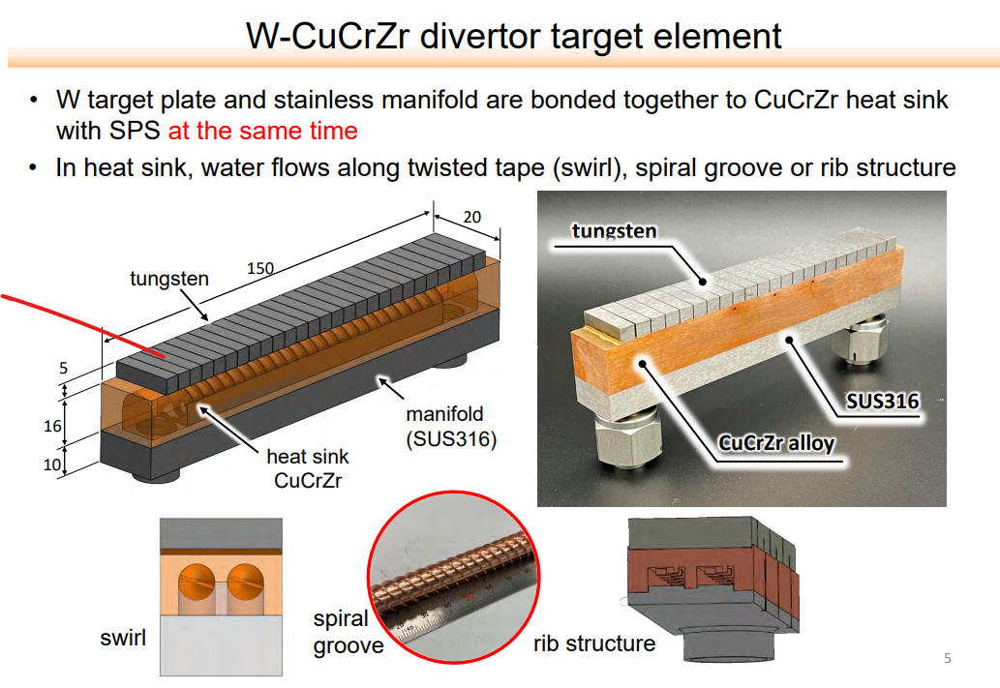 W-CuCrZr divertor target element
• W target plate and stainless manifold are bonded together to CuCrZr heat sink
with SPS at the same time
• In heat sink, water flows along twisted tape (swirl), spiral groove or rib structure
20
150
tungsten
5
16
10
manifold
(SUS316)
heat sink
CuCrZr
tungsten
SUS316
CuCrZr alloy
swirl
spiral
groove
rib structure
5